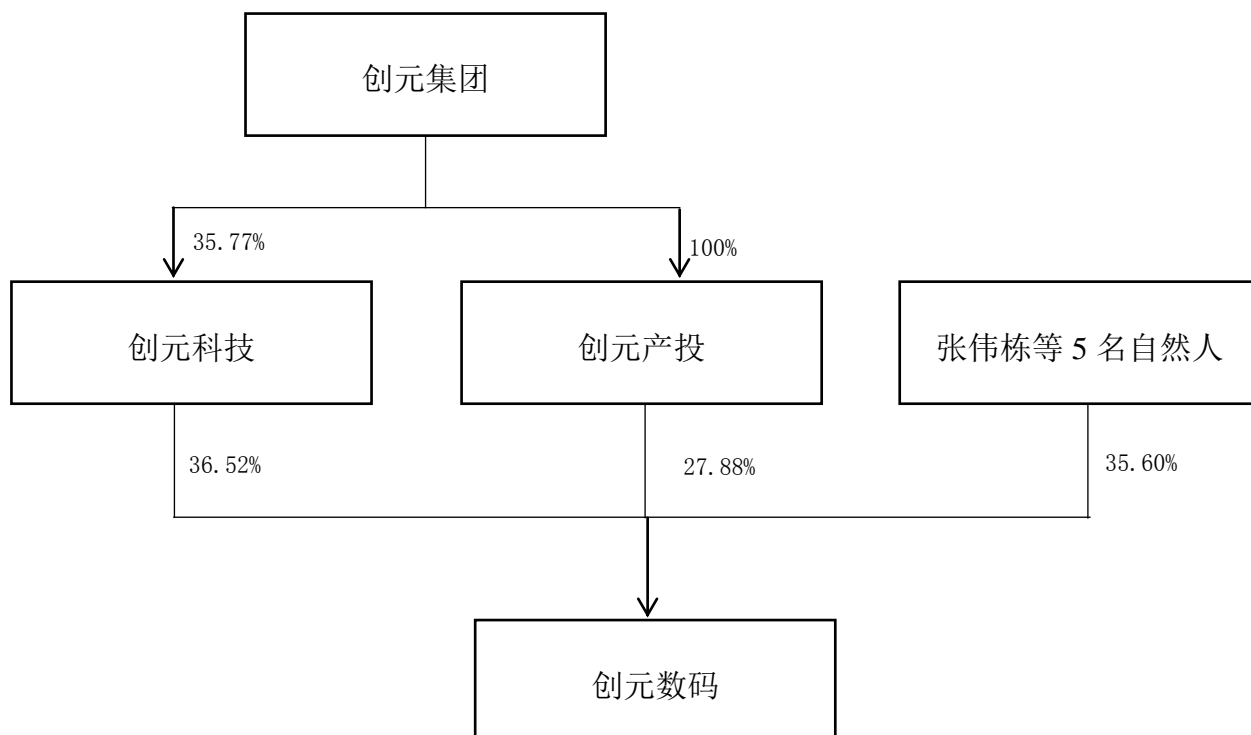 创元集团
35.77%
100%
创元科技
创元产投
张伟栋等 5 名自然人
36.52%
27.88%
35.60%
创元数码